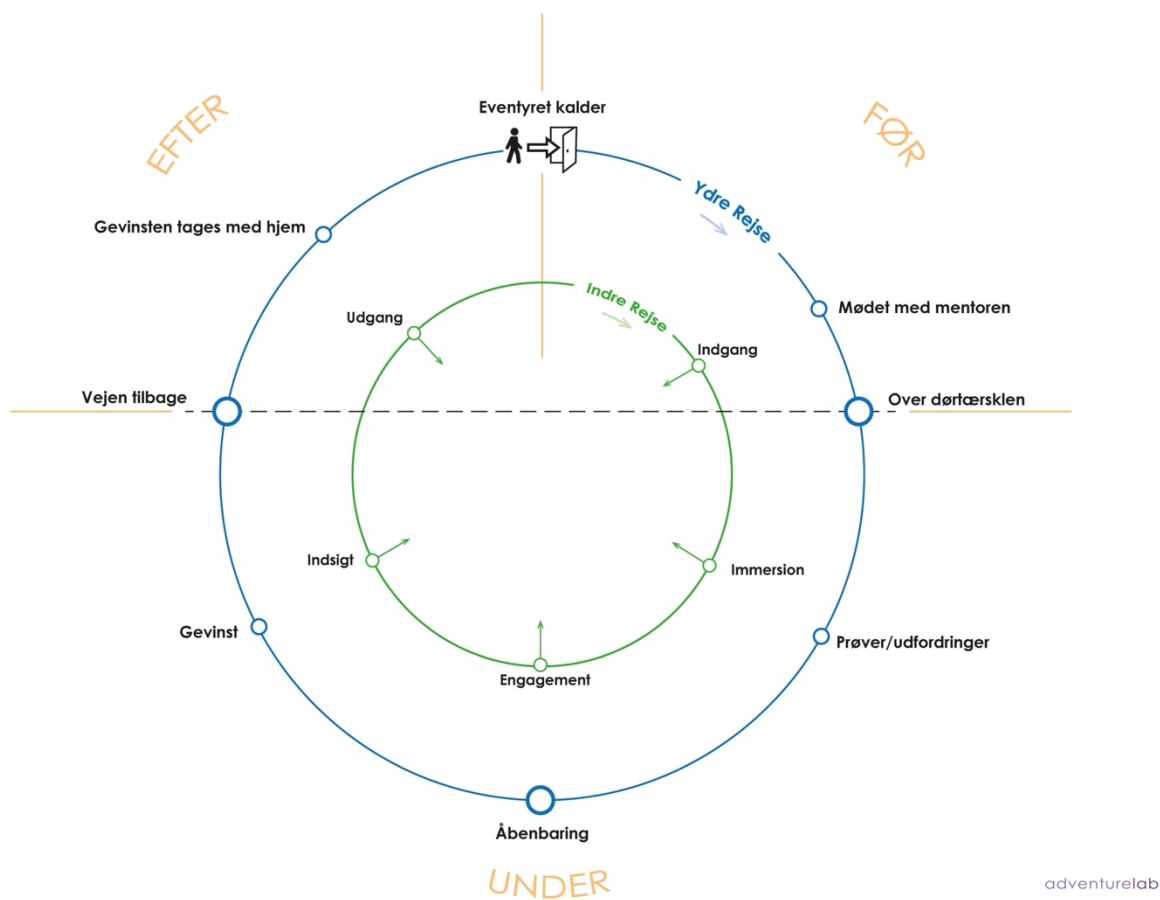 Eventyret kalder
EFTER
FØR
Ydre Rejse
Gevinsten tages med hjem
Indre Rejse
Mødet med mentoren
Udgang
Indgang
Vejen tilbage
Over dørtærsklen
Indsigt
Immersion
Gevinst
Prøver/udfordringer
Engagement
Åbenbaring
UNDER
adventurelab